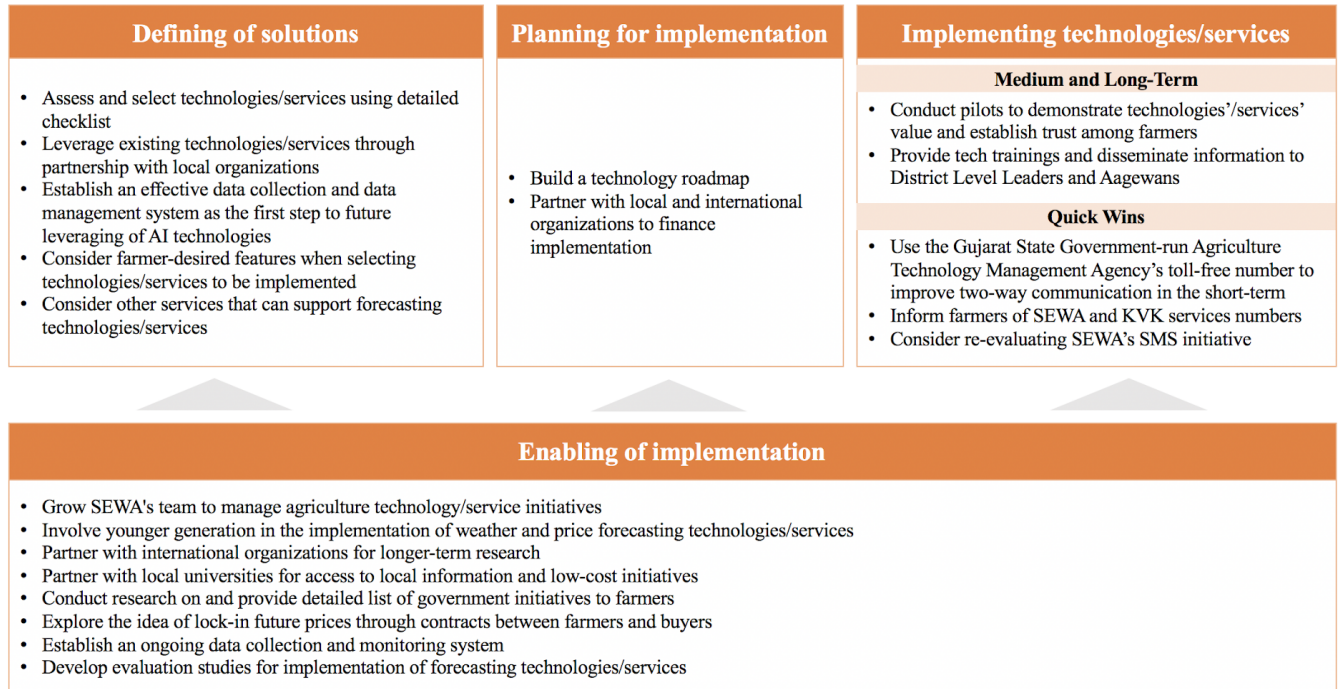 Defining of solutions
• Assess and select technologies/services using detailed
checklist
• Leverage existing technologies/services through
partnership with local organizations
• Establish an effective data collection and data
management system as the first step to future
leveraging of AI technologies
• Consider farmer-desired features when selecting
technologies/services to be implemented
• Consider other services that can support forecasting
technologies/services
Planning for implementation
• Build a technology roadmap
• Partner with local and international
organizations to finance
implementation
Implementing technologies/services
Medium and Long-Term
• Conduct pilots to demonstrate technologies’/services’
value and establish trust among farmers
• Provide tech trainings and disseminate information to
District Level Leaders and Aagewans
Quick Wins
• Use the Gujarat State Government-run Agriculture
Technology Management Agency’s toll-free number to
improve two-way communication in the short-term
• Inform farmers of SEWA and KVK services numbers
• Consider re-evaluating SEWA’s SMS initiative
Enabling of implementation
• Grow SEWA's team to manage agriculture technology/service initiatives
• Involve younger generation in the implementation of weather and price forecasting technologies/services
• Partner with international organizations for longer-term research
• Partner with local universities for access to local information and low-cost initiatives
• Conduct research on and provide detailed list of government initiatives to farmers
• Explore the idea of lock-in future prices through contracts between farmers and buyers
• Establish an ongoing data collection and monitoring system
• Develop evaluation studies for implementation of forecasting technologies/services